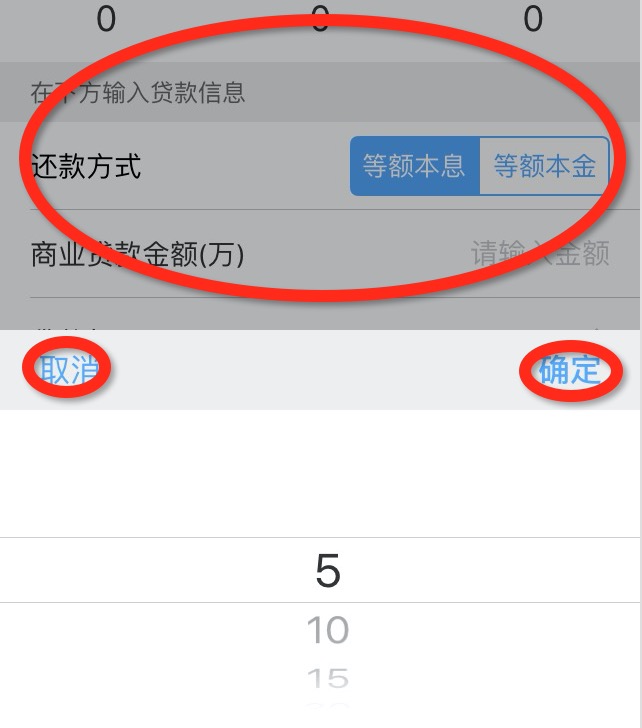 0 0 0
在下方输入贷款信息
还款方式 等额本息 等额本金
商业贷款金额(万) 请输入金额
取消 确定
5
10
15